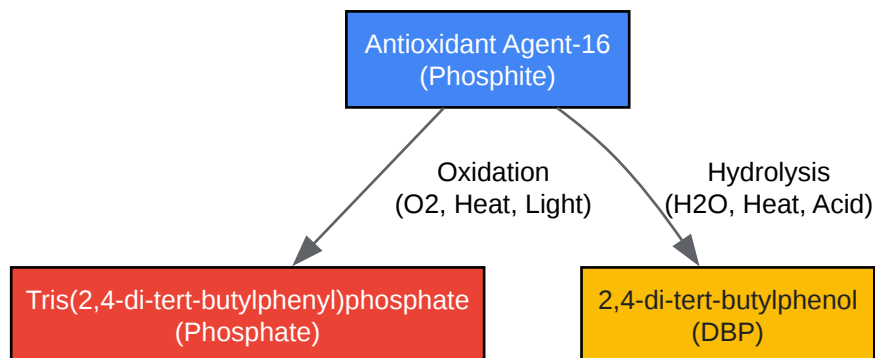 Antioxidant Agent-16
(Phosphite)
Oxidation
(O2, Heat, Light)
Hydrolysis
(H2O, Heat, Acid)
Tris(2,4-di-tert-butylphenyl)phosphate
(Phosphate)
2,4-di-tert-butylphenol
(DBP)